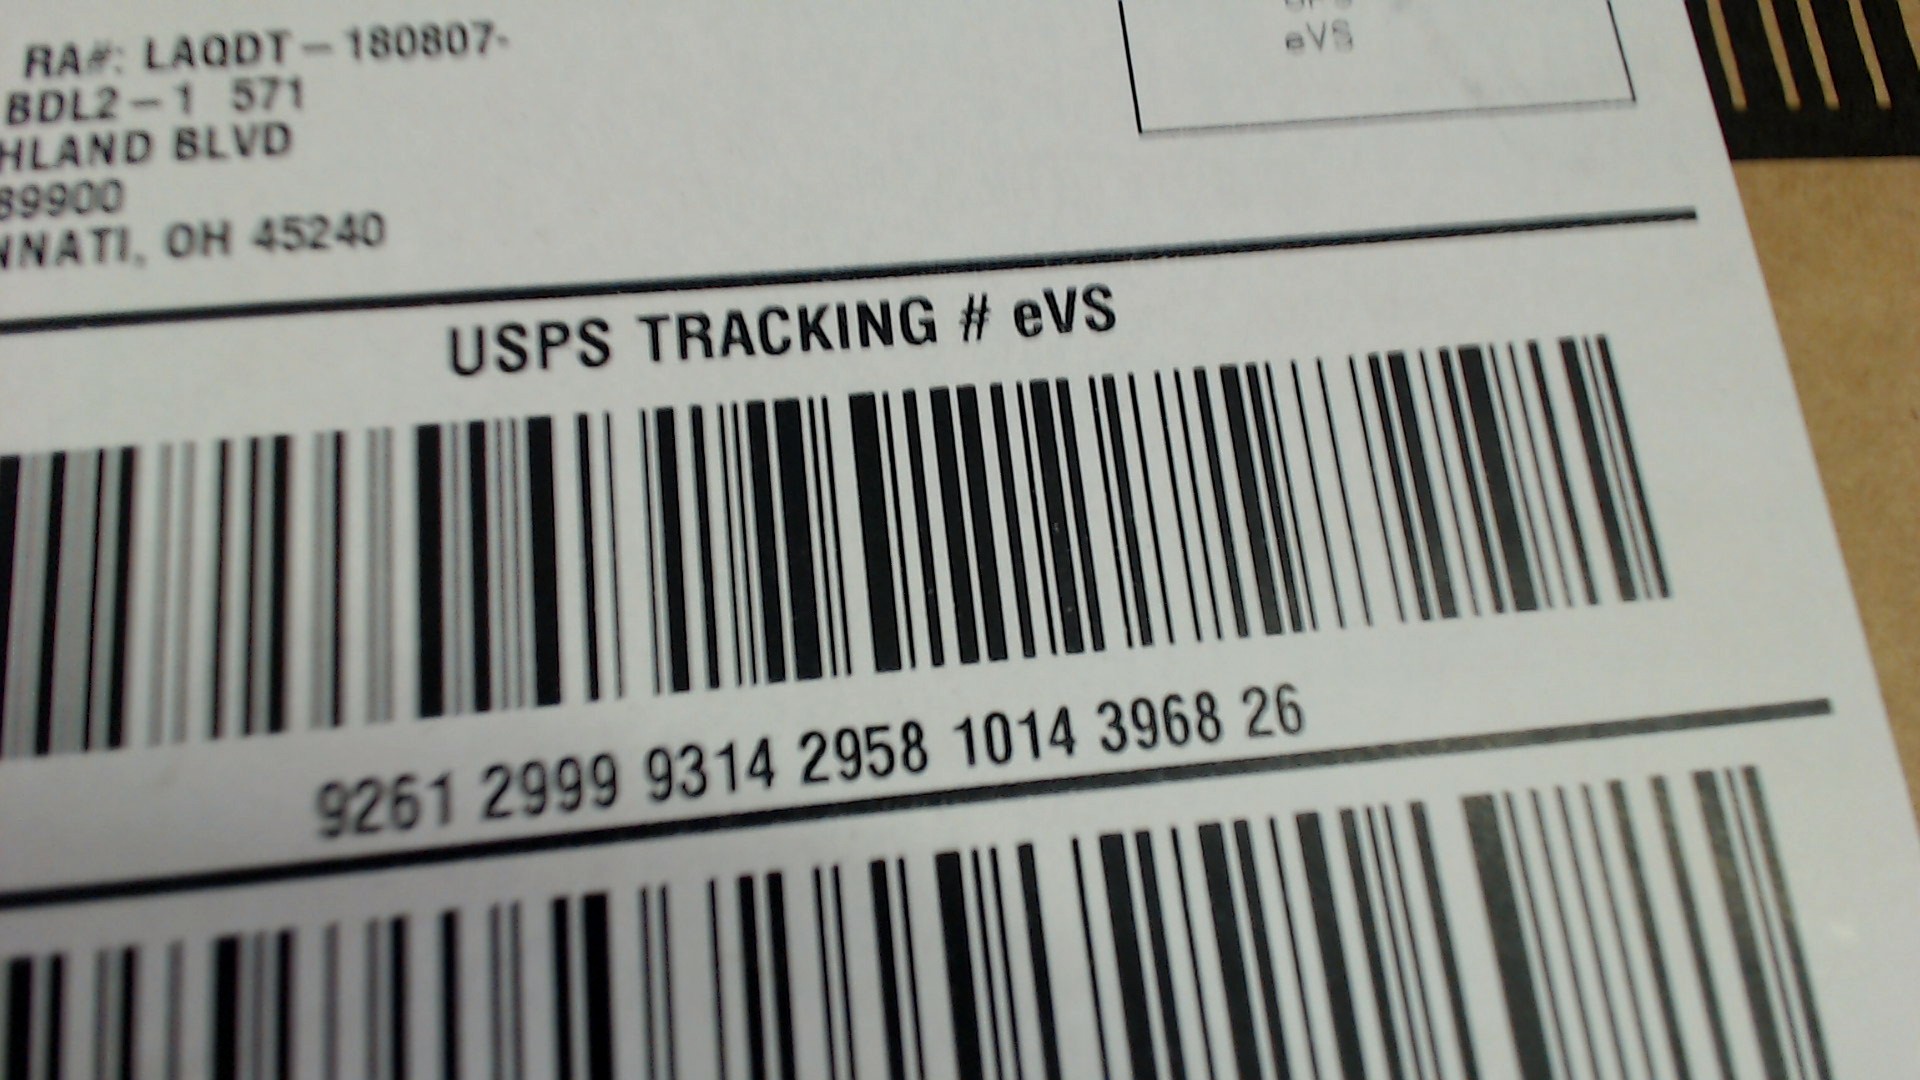 RA#: LAQDT-180807-
BDL2-1 571
HLAND BLVD
89900
NNATI, OH 45240
eVS
USPS TRACKING # eVS
9261 2999 9314 2958 1014 3968 26